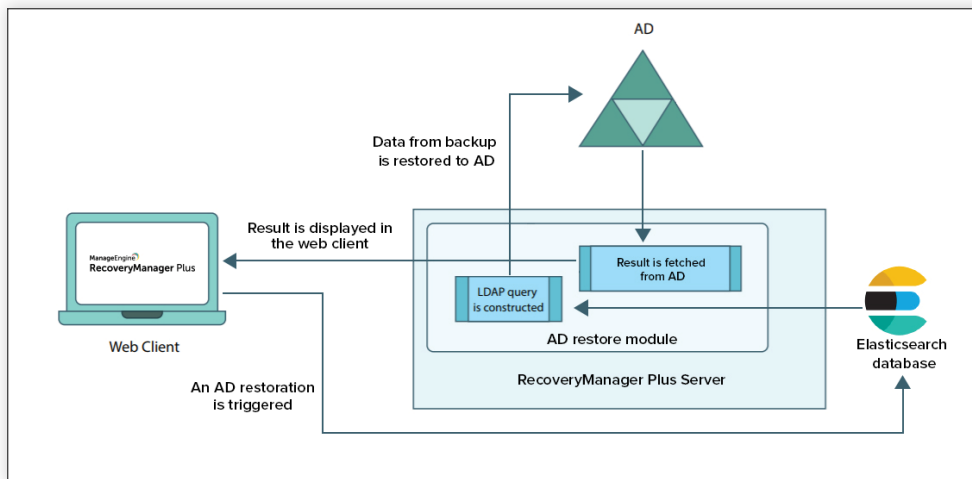 AD
Data from backup
is restored to AD
Result is displayed in
the web client
ManageEngine
RecoveryManager Plus
Result is fetched
from AD
LDAP query
is constructed
AD restore module
Elasticsearch
database
Web Client
RecoveryManager Plus Server
An AD restoration
is triggered